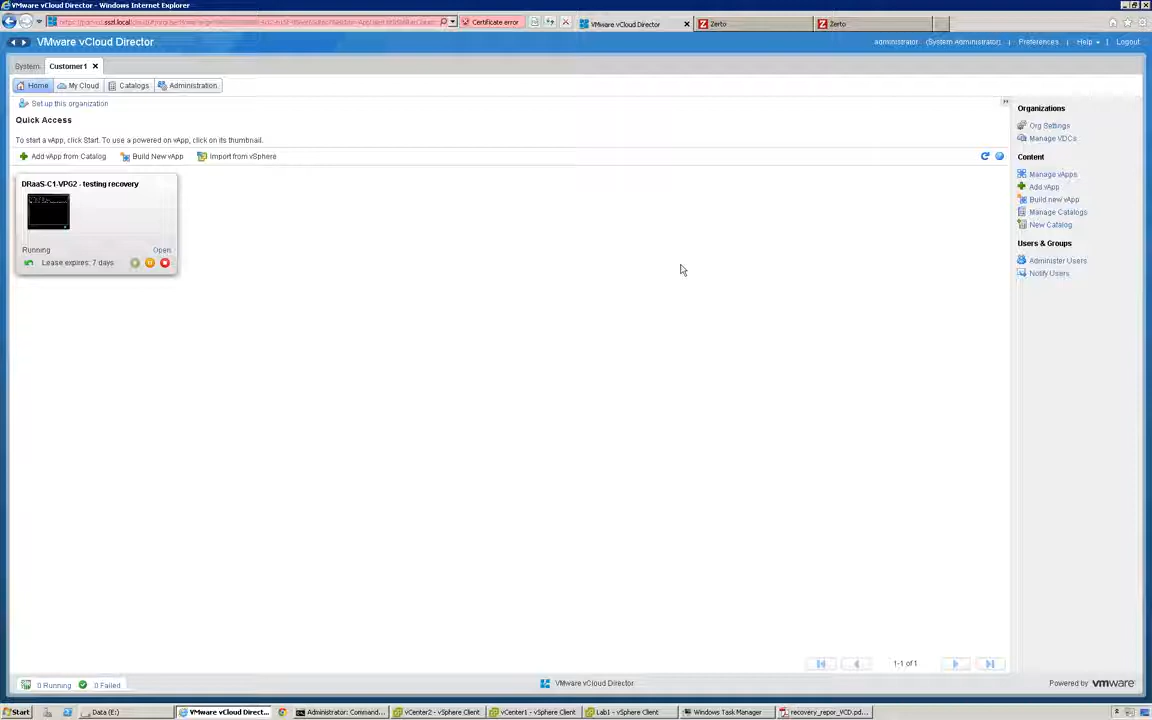 VMware vCloud Director - Windows Internet Explorer
Certificate error
VMware vCloud Director
Zerto
Zerto
VMware vCloud Director
administrator (System Administrator) | Preferences | Help | Logout
System
Customer1
Home
My Cloud
Catalogs
Administration
Set up this organization
Quick Access
To start a vApp, click Start. To use a powered on vApp, click on its thumbnail.
Add vApp from Catalog
Build New vApp
Import from vSphere
DRaaS-C1-VPG2 - testing recovery
Running
Open
Lease expires: 7 days
Organizations
Org Settings
Manage VDCs
Content
Manage vApps
Add vApp
Build new vApp
Manage Catalogs
New Catalog
Users & Groups
Administer Users
Notify Users
1-1 of 1
0 Running
0 Failed
VMware vCloud Director
Powered by vmware
Start
Data (E:)
VMware vCloud Direct...
Administrator: Command...
vCenter2 - vSphere Client
vCenter1 - vSphere Client
Lab1 - vSphere Client
Windows Task Manager
recovery_repor_VCD.pd...